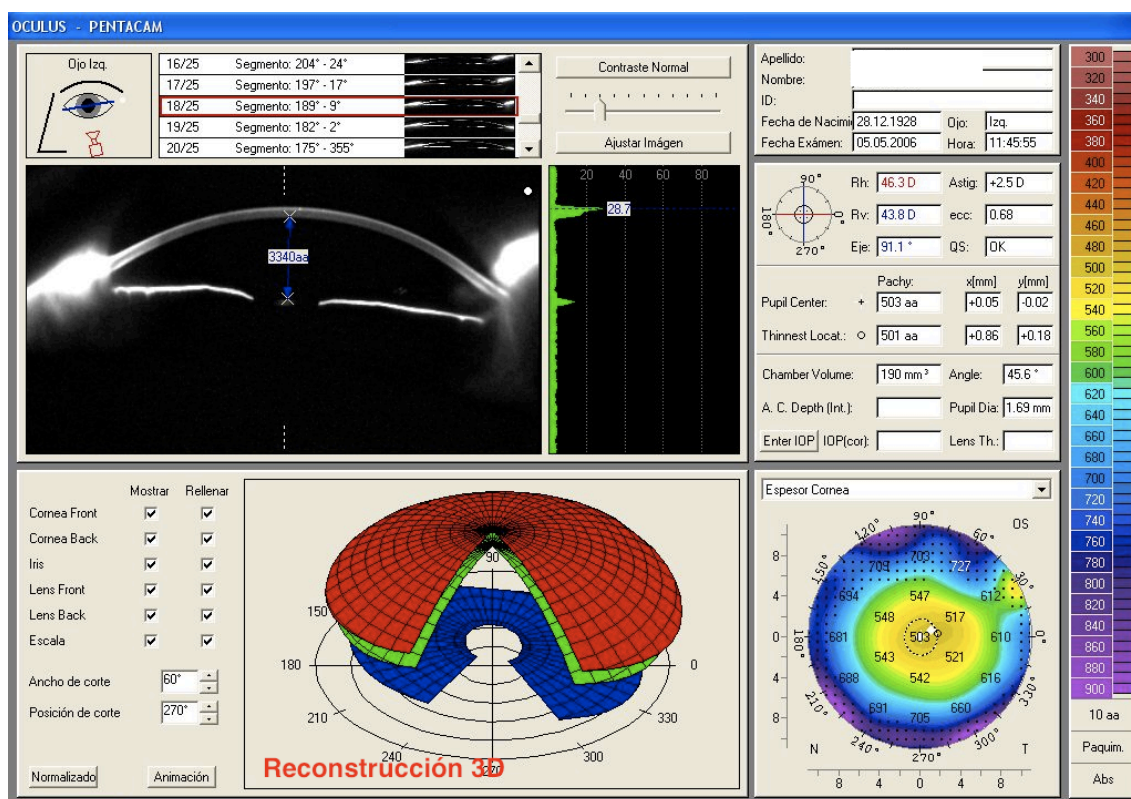 OCULUS - PENTACAM
Ojo Izq.
16/25 Segmento: 204° - 24°
17/25 Segmento: 197° - 17°
18/25 Segmento: 189° - 9°
19/25 Segmento: 182° - 2°
20/25 Segmento: 175° - 355°
Contraste Normal
Ajustar Imágen
3340aa
20 40 60 80
28.7
Apellido:
Nombre:
ID:
Fecha de Nacimi 28.12.1928 Ojo: Izq.
Fecha Exámen: 05.05.2006 Hora: 11:45:55
90°
180° 0°
270°
Rh: 46.3 D Astig: +2.5 D
Rv: 43.8 D ecc: 0.68
Eje: 91.1 ° QS: OK
Pachy: x[mm] y[mm]
Pupil Center: + 503 aa +0.05 -0.02
Thinnest Locat.: O 501 aa +0.86 +0.18
Chamber Volume: 190 mm³ Angle: 45.6 °
A. C. Depth (Int.): Pupil Dia: 1.69 mm
Enter IOP IOP(cor): Lens Th.:
Mostrar Rellenar
Cornea Front
Cornea Back
Iris
Lens Front
Lens Back
Escala
Ancho de corte 60°
Posición de corte 270°
Normalizado Animación
90
150
180 0
210 330
240 270 300
Reconstrucción 3D
Espesor Cornea
OS
90°
120° 60°
150° 30°
180° 0°
210° 330°
240° 300°
270°
8
4
0
4
8
703
709 727
694 547 612
548 517
681 503 610
543 521
688 542 616
691 660
705
N T
8 4 0 4 8
300
320
340
360
380
400
420
440
460
480
500
520
540
560
580
600
620
640
660
680
700
720
740
760
780
800
820
840
860
880
900
10 aa
Paquim.
Abs